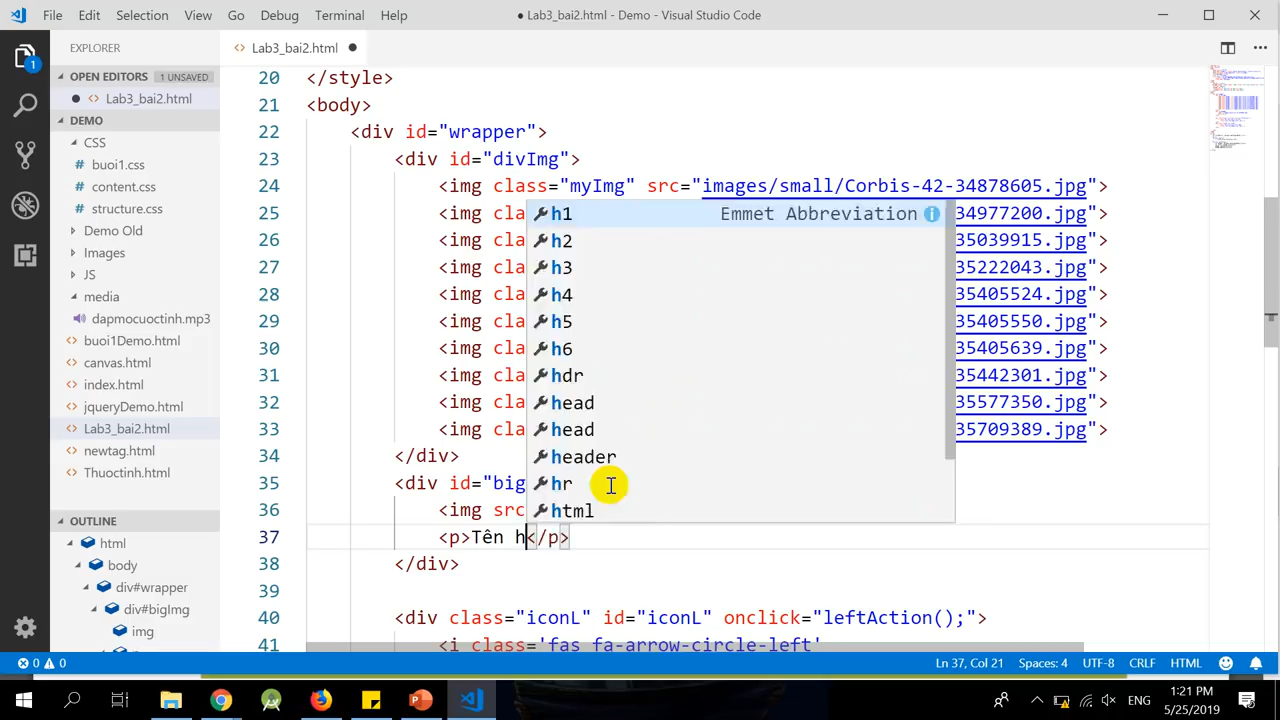 File Edit Selection View Go Debug Terminal Help
● Lab3_bai2.html - Demo - Visual Studio Code
EXPLORER
OPEN EDITORS 1 UNSAVED
● <> Lab3_bai2.html
DEMO
CSS
# buoi1.css
# content.css
# structure.css
Demo Old
Images
JS
media
dapmocuoctinh.mp3
<> buoi1Demo.html
<> canvas.html
<> index.html
<> jqueryDemo.html
<> Lab3_bai2.html
<> newtag.html
<> Thuoctinh.html
OUTLINE
html
body
div#wrapper
div#bigImg
img
1
<> Lab3_bai2.html ●
20 </style>
21 <body>
22 <div id="wrapper">
23 <div id="divImg">
24 <img class="myImg" src="images/small/Corbis-42-34878605.jpg">
25 <img cla 34977200.jpg">
26 <img cla 35039915.jpg">
27 <img cla 35222043.jpg">
28 <img cla 35405524.jpg">
29 <img cla 35405550.jpg">
30 <img cla 35405639.jpg">
31 <img cla 35442301.jpg">
32 <img cla 35577350.jpg">
33 <img cla 35709389.jpg">
34 </div>
35 <div id="big
36 <img src
37 <p>Tên h</p>
38 </div>
39
40 <div class="iconL" id="iconL" onclick="leftAction();">
41 <i class='fas fa-arrow-circle-left'
h1 Emmet Abbreviation
h2
h3
h4
h5
h6
hdr
head
head
header
hr
html
0 0 Ln 37, Col 21 Spaces: 4 UTF-8 CRLF HTML
ENG 1:21 PM
5/25/2019